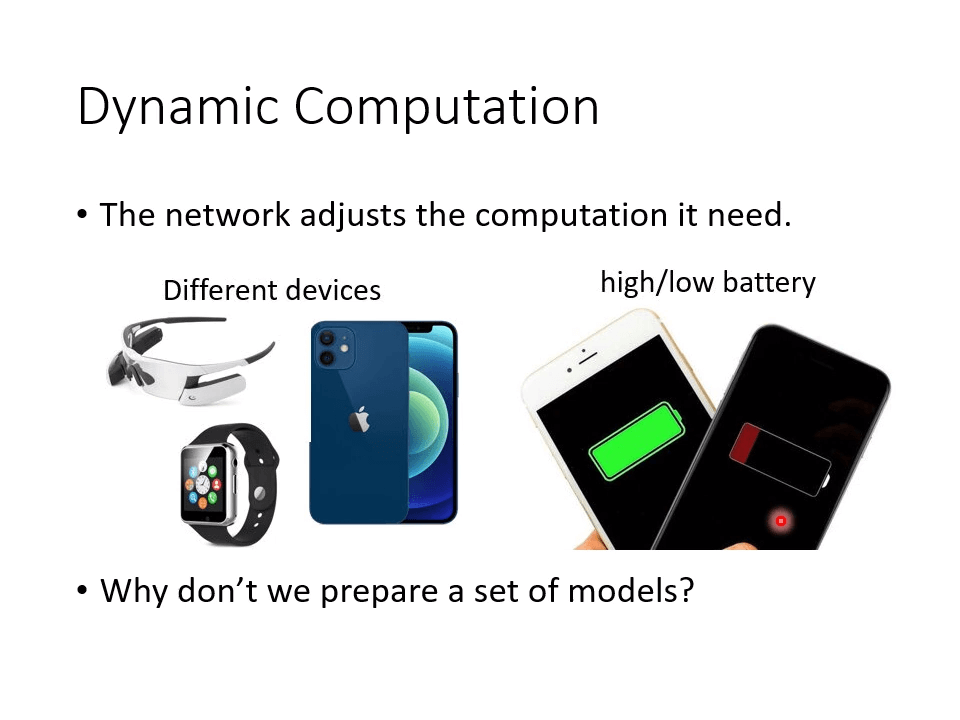 Dynamic Computation
• The network adjusts the computation it need.
Different devices
high/low battery
• Why don’t we prepare a set of models?